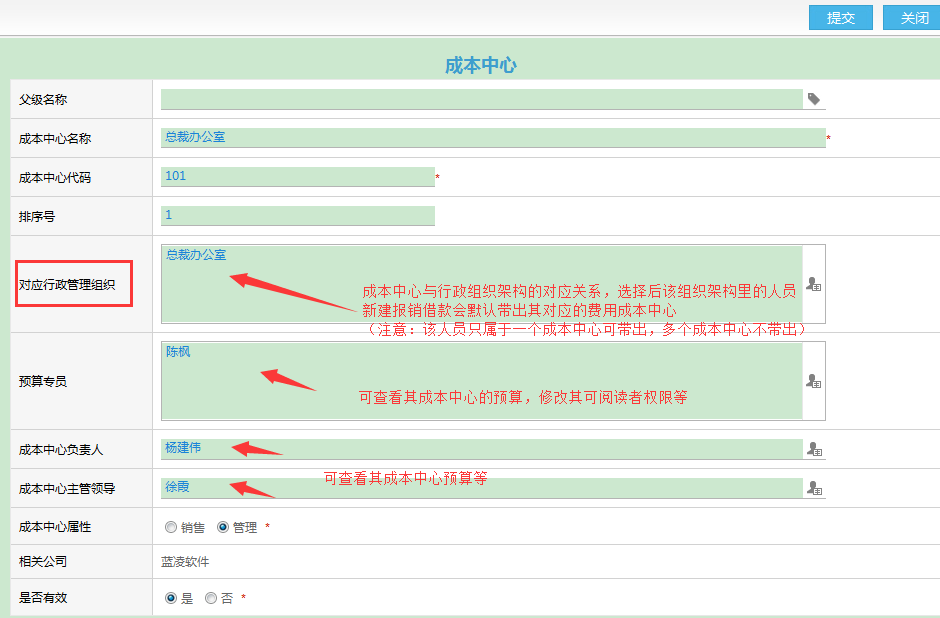 提交 关闭
成本中心
父级名称
成本中心名称 总裁办公室 *
成本中心代码 101 *
排序号 1
对应行政管理组织 总裁办公室
成本中心与行政组织架构的对应关系，选择后该组织架构里的人员
新建报销借款会默认带出其对应的费用成本中心
（注意：该人员只属于一个成本中心可带出，多个成本中心不带出）
预算专员 陈枫
可查看其成本中心的预算，修改其可阅读者权限等
成本中心负责人 杨建伟
可查看其成本中心预算等
成本中心主管领导 徐霞
成本中心属性 销售 管理 *
相关公司 蓝凌软件
是否有效 是 否 *